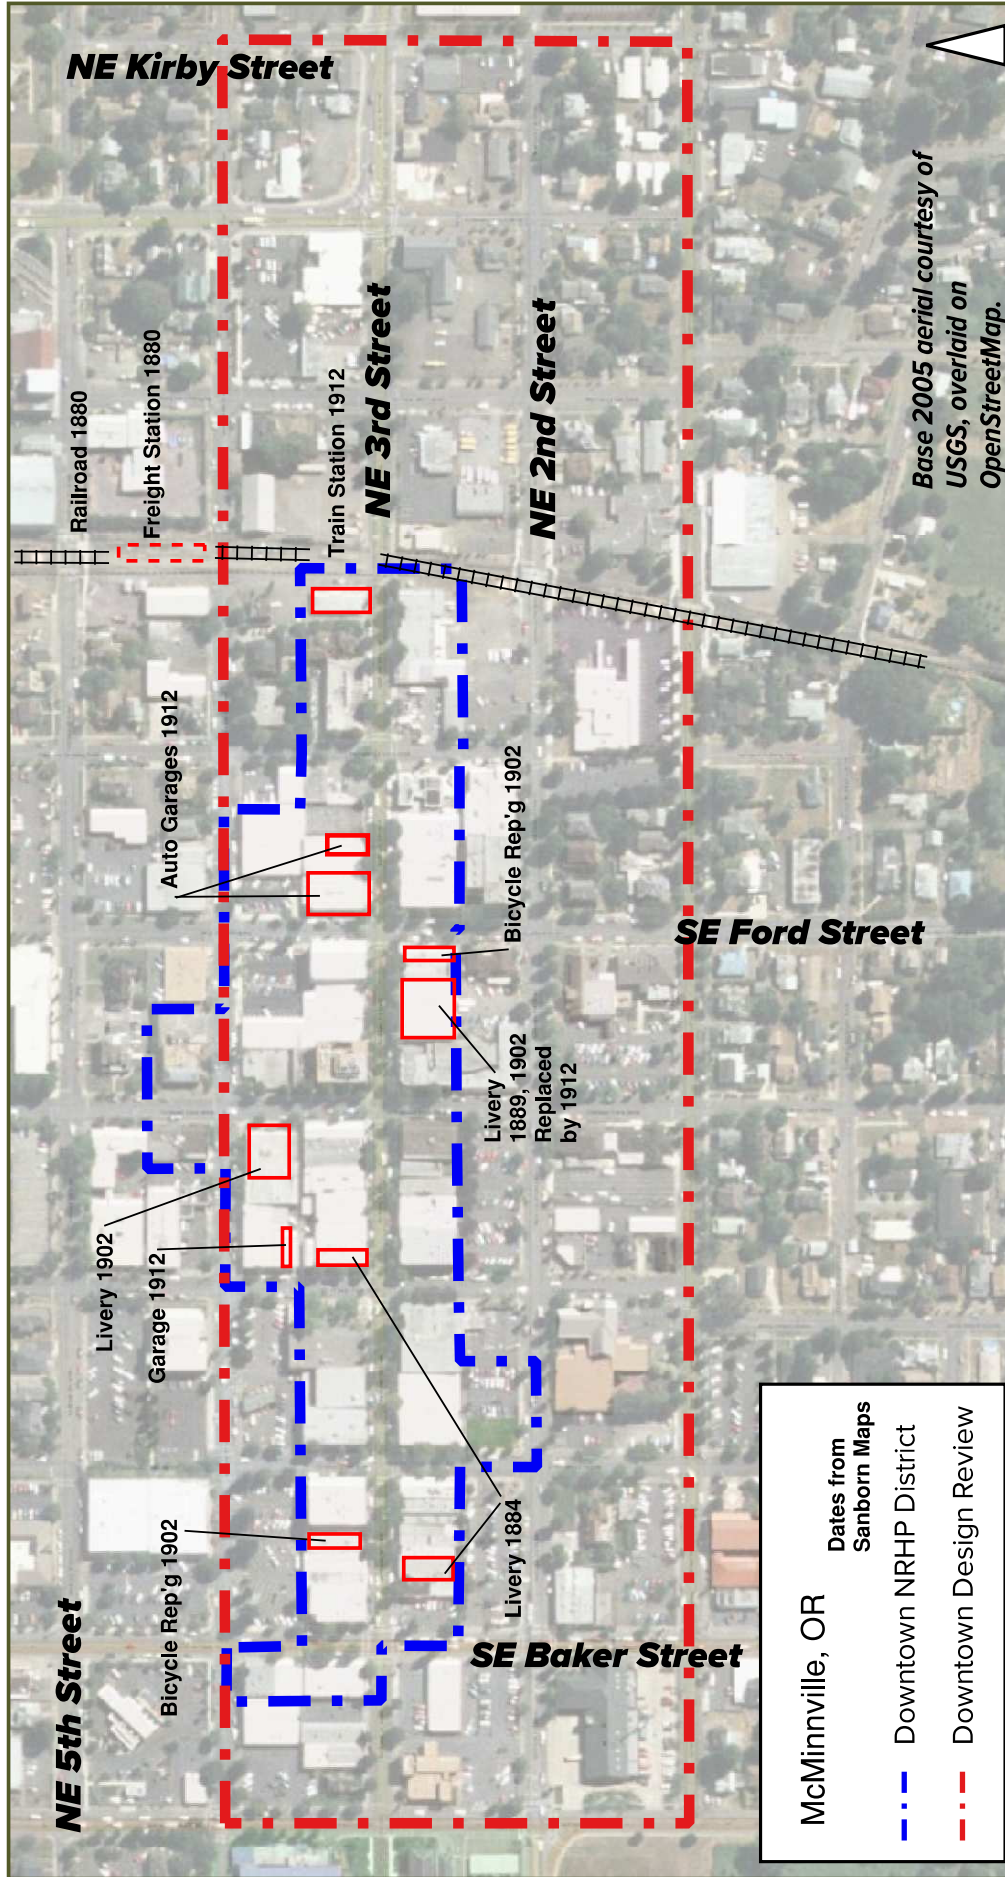 NE Kirby Street
Railroad 1880
Freight Station 1880
Train Station 1912
NE 3rd Street
NE 2nd Street
Base 2005 aerial courtesy of
USGS, overlaid on
OpenStreetMap.
Auto Garages 1912
Bicycle Rep'g 1902
SE Ford Street
Livery
1889, 1902
Replaced
by 1912
Livery 1902
Garage 1912
Livery 1884
Bicycle Rep'g 1902
NE 5th Street
SE Baker Street
McMinnville, OR
Dates from
Sanborn Maps
Downtown NRHP District
Downtown Design Review